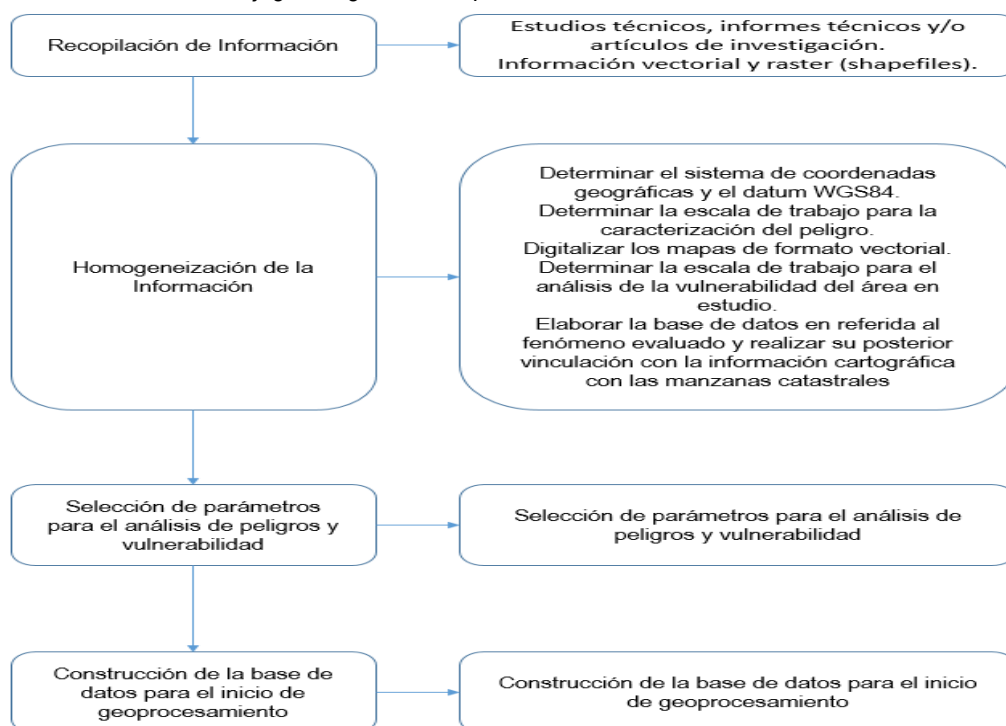 Recopilación de Información
Estudios técnicos, informes técnicos y/o
artículos de investigación.
Información vectorial y raster (shapefiles).
Homogeneización de la
Información
Determinar el sistema de coordenadas
geográficas y el datum WGS84.
Determinar la escala de trabajo para la
caracterización del peligro.
Digitalizar los mapas de formato vectorial.
Determinar la escala de trabajo para el
análisis de la vulnerabilidad del área en
estudio.
Elaborar la base de datos en referida al
fenómeno evaluado y realizar su posterior
vinculación con la información cartográfica
con las manzanas catastrales
Selección de parámetros
para el análisis de peligros y
vulnerabilidad
Selección de parámetros para el análisis de
peligros y vulnerabilidad
Construcción de la base de
datos para el inicio de
geoprocesamiento
Construcción de la base de datos para el inicio
de geoprocesamiento